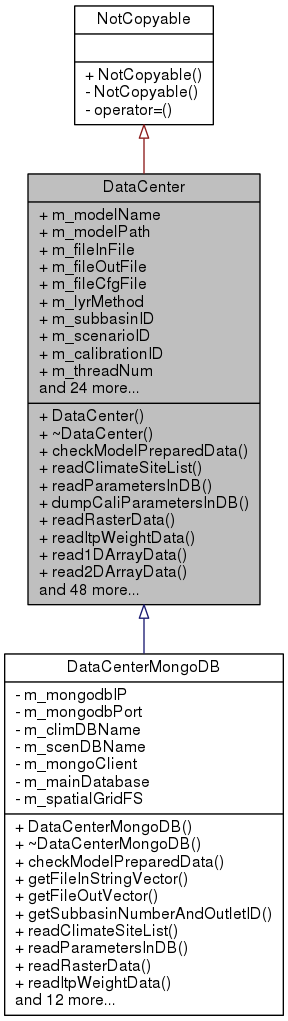 NotCopyable
+ NotCopyable()
- NotCopyable()
- operator=()
DataCenter
+ m_modelName
+ m_modelPath
+ m_fileInFile
+ m_fileOutFile
+ m_fileCfgFile
+ m_lyrMethod
+ m_subbasinID
+ m_scenarioID
+ m_calibrationID
+ m_threadNum
and 24 more...
+ DataCenter()
+ ~DataCenter()
+ checkModelPreparedData()
+ readClimateSiteList()
+ readParametersInDB()
+ dumpCaliParametersInDB()
+ readRasterData()
+ readItpWeightData()
+ read1DArrayData()
+ read2DArrayData()
and 48 more...
DataCenterMongoDB
- m_mongodbIP
- m_mongodbPort
- m_climDBName
- m_scenDBName
- m_mongoClient
- m_mainDatabase
- m_spatialGridFS
+ DataCenterMongoDB()
+ ~DataCenterMongoDB()
+ checkModelPreparedData()
+ getFileInStringVector()
+ getFileOutVector()
+ getSubbasinNumberAndOutletID()
+ readClimateSiteList()
+ readParametersInDB()
+ readRasterData()
+ readItpWeightData()
and 12 more...